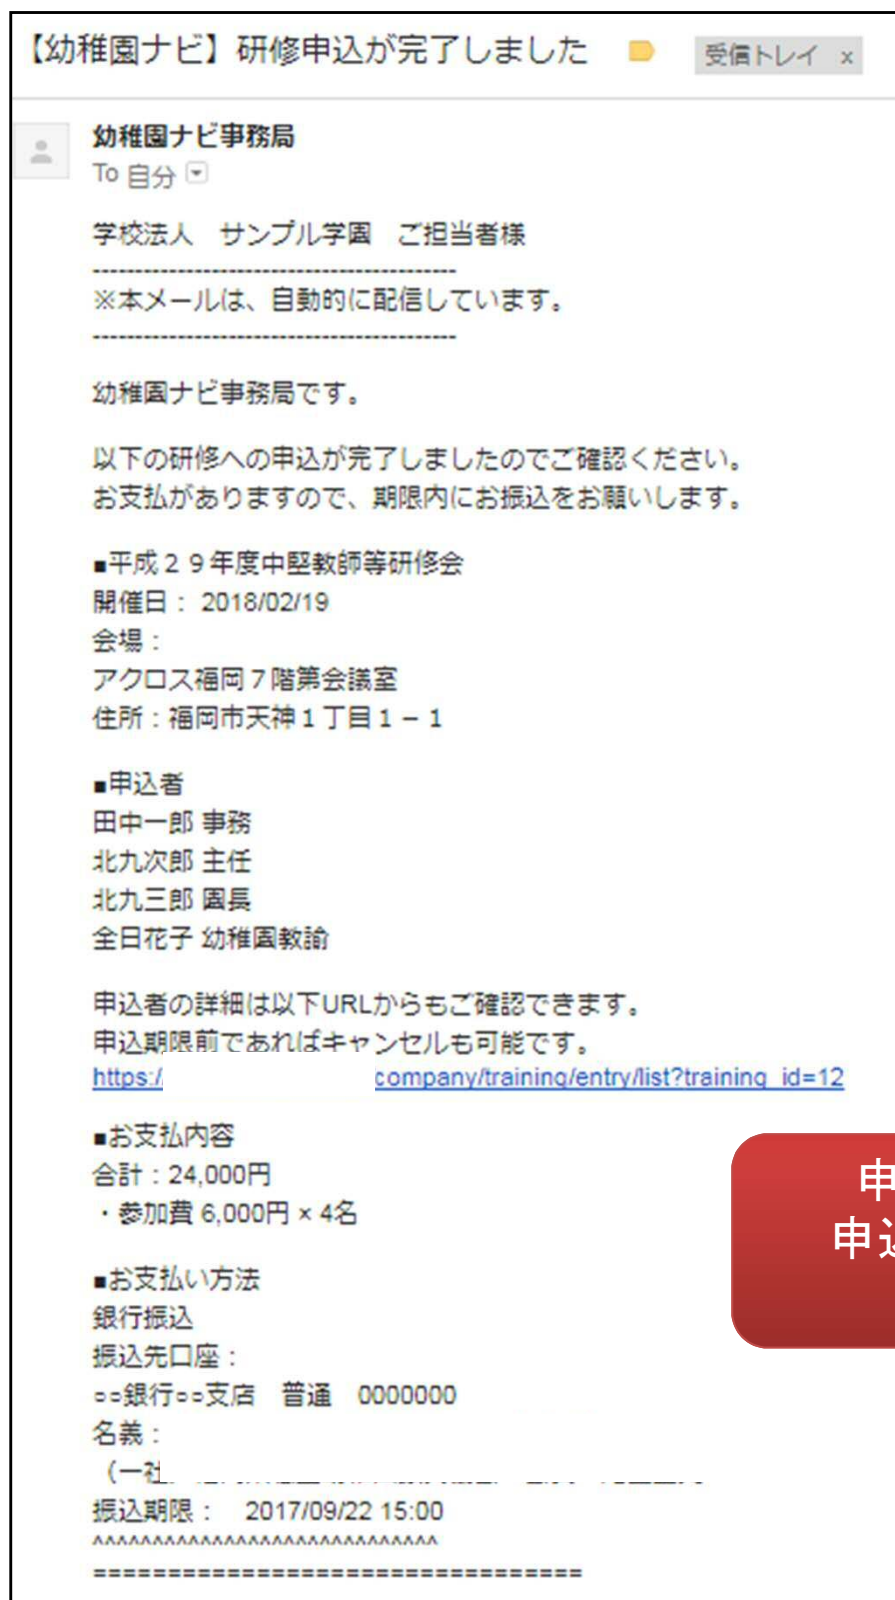 【幼稚園ナビ】研修申込が完了しました 受信トレイ x
幼稚園ナビ事務局
To 自分
学校法人　サンプル学園　ご担当者様
-------------------------------------------
※本メールは、自動的に配信しています。
-------------------------------------------
幼稚園ナビ事務局です。
以下の研修への申込が完了しましたのでご確認ください。
お支払がありますので、期限内にお振込をお願いします。
■平成２９年度中堅教師等研修会
開催日： 2018/02/19
会場：
アクロス福岡７階第会議室
住所：福岡市天神１丁目１－１
■申込者
田中一郎 事務
北九次郎 主任
北九三郎 園長
全日花子 幼稚園教諭
申込者の詳細は以下URLからもご確認できます。
申込期限前であればキャンセルも可能です。
https:/ company/training/entry/list?training_id=12
■お支払内容
合計：24,000円
・参加費 6,000円 × 4名
申
申込
■お支払い方法
銀行振込
振込先口座：
○○銀行○○支店　普通　0000000
名義：
（一社
振込期限：　2017/09/22 15:00
^^^^^^^^^^^^^^^^^^^^^^^^^^^^^
=================================